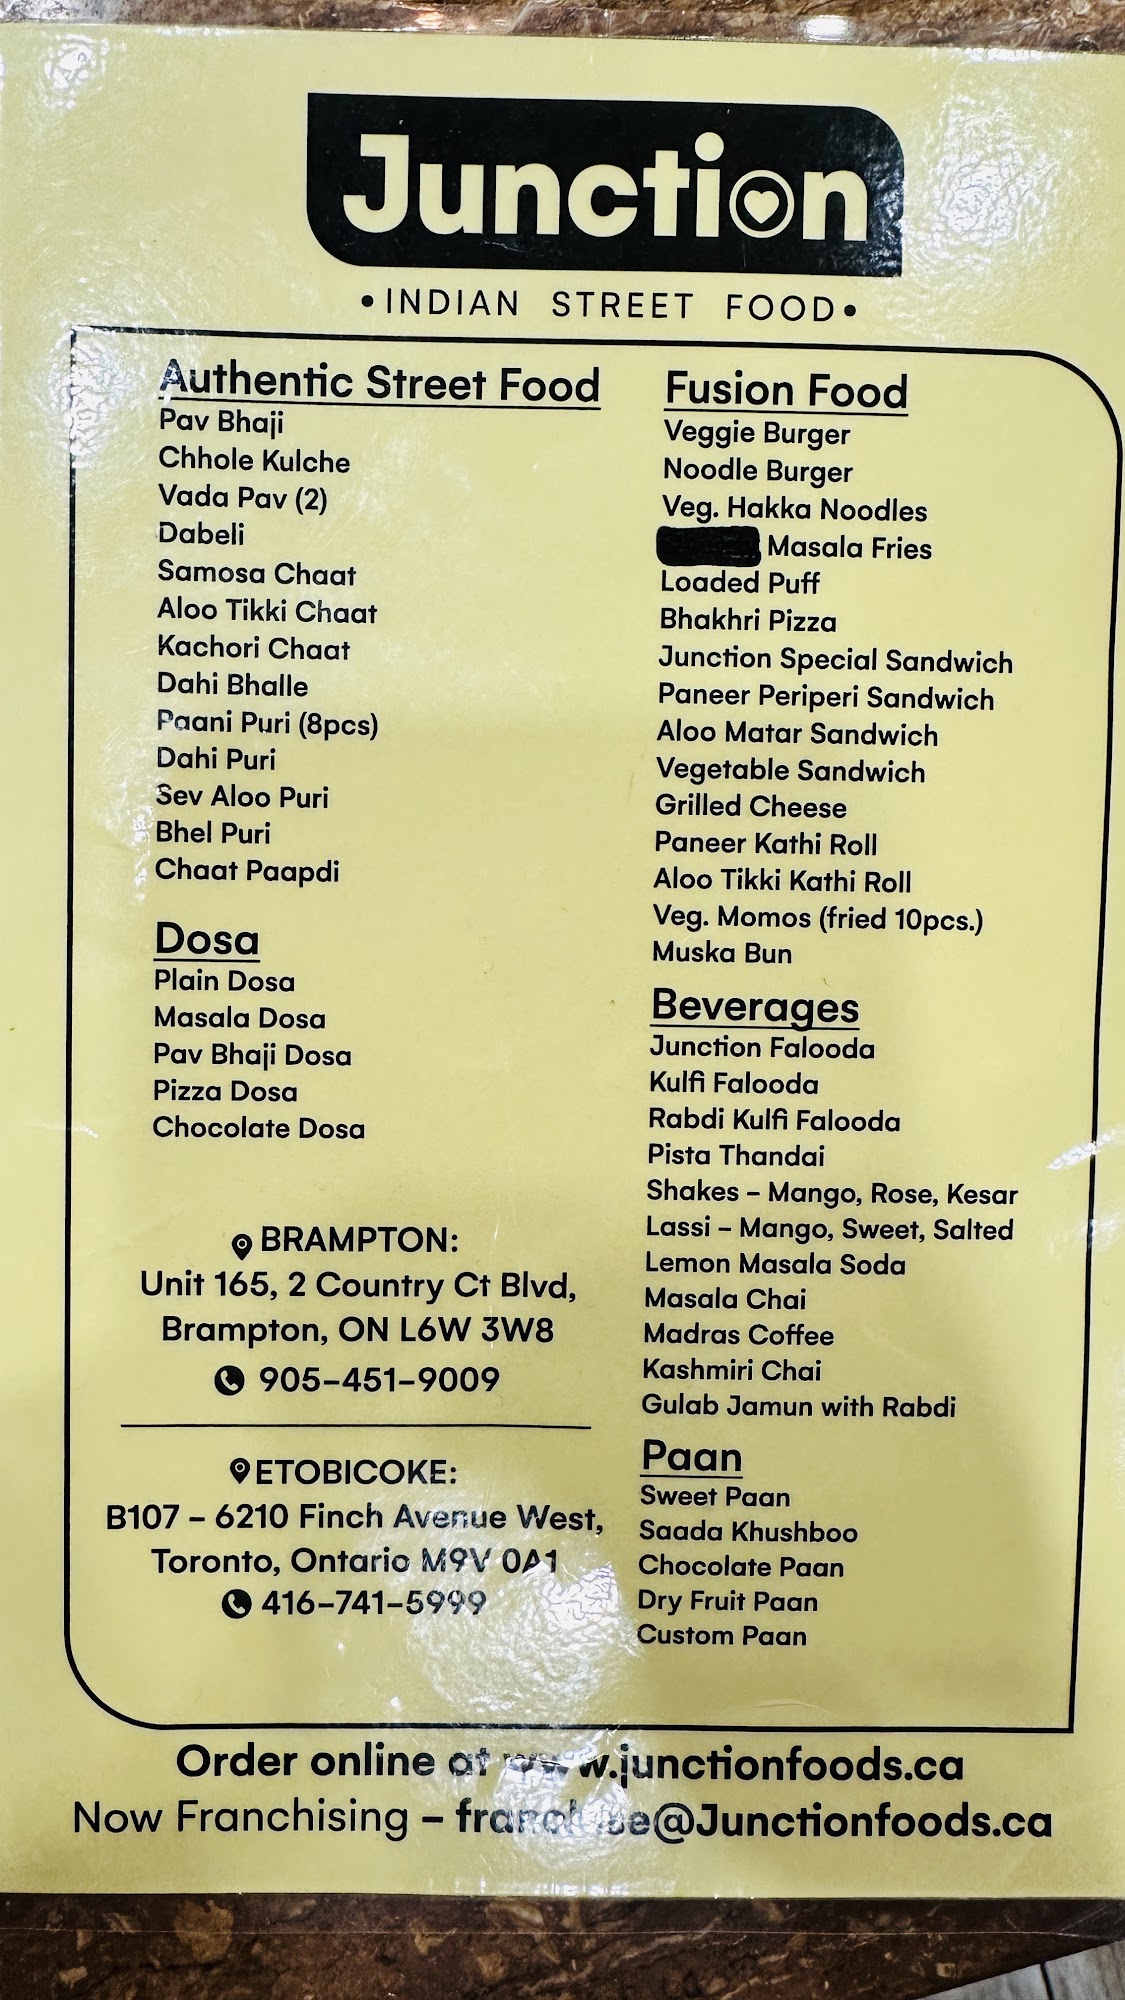 Junction
•INDIAN STREET FOOD•
Authentic Street Food
Pav Bhaji
Chhole Kulche
Vada Pav (2)
Dabeli
Samosa Chaat
Aloo Tikki Chaat
Kachori Chaat
Dahi Bhalle
Paani Puri (8pcs)
Dahi Puri
Sev Aloo Puri
Bhel Puri
Chaat Paapdi
Dosa
Plain Dosa
Masala Dosa
Pav Bhaji Dosa
Pizza Dosa
Chocolate Dosa
BRAMPTON:
Unit 165, 2 Country Ct Blvd,
Brampton, ON L6W 3W8
905-451-9009
ETOBICOKE:
B107 - 6210 Finch Avenue West,
Toronto, Ontario M9V 0A1
416-741-5999
Fusion Food
Veggie Burger
Noodle Burger
Veg. Hakka Noodles
Masala Fries
Loaded Puff
Bhakhri Pizza
Junction Special Sandwich
Paneer Periperi Sandwich
Aloo Matar Sandwich
Vegetable Sandwich
Grilled Cheese
Paneer Kathi Roll
Aloo Tikki Kathi Roll
Veg. Momos (fried 10pcs.)
Muska Bun
Beverages
Junction Falooda
Kulfi Falooda
Rabdi Kulfi Falooda
Pista Thandai
Shakes - Mango, Rose, Kesar
Lassi - Mango, Sweet, Salted
Lemon Masala Soda
Masala Chai
Madras Coffee
Kashmiri Chai
Gulab Jamun with Rabdi
Paan
Sweet Paan
Saada Khushboo
Chocolate Paan
Dry Fruit Paan
Custom Paan
Order online at www.junctionfoods.ca
Now Franchising - franchise@Junctionfoods.ca